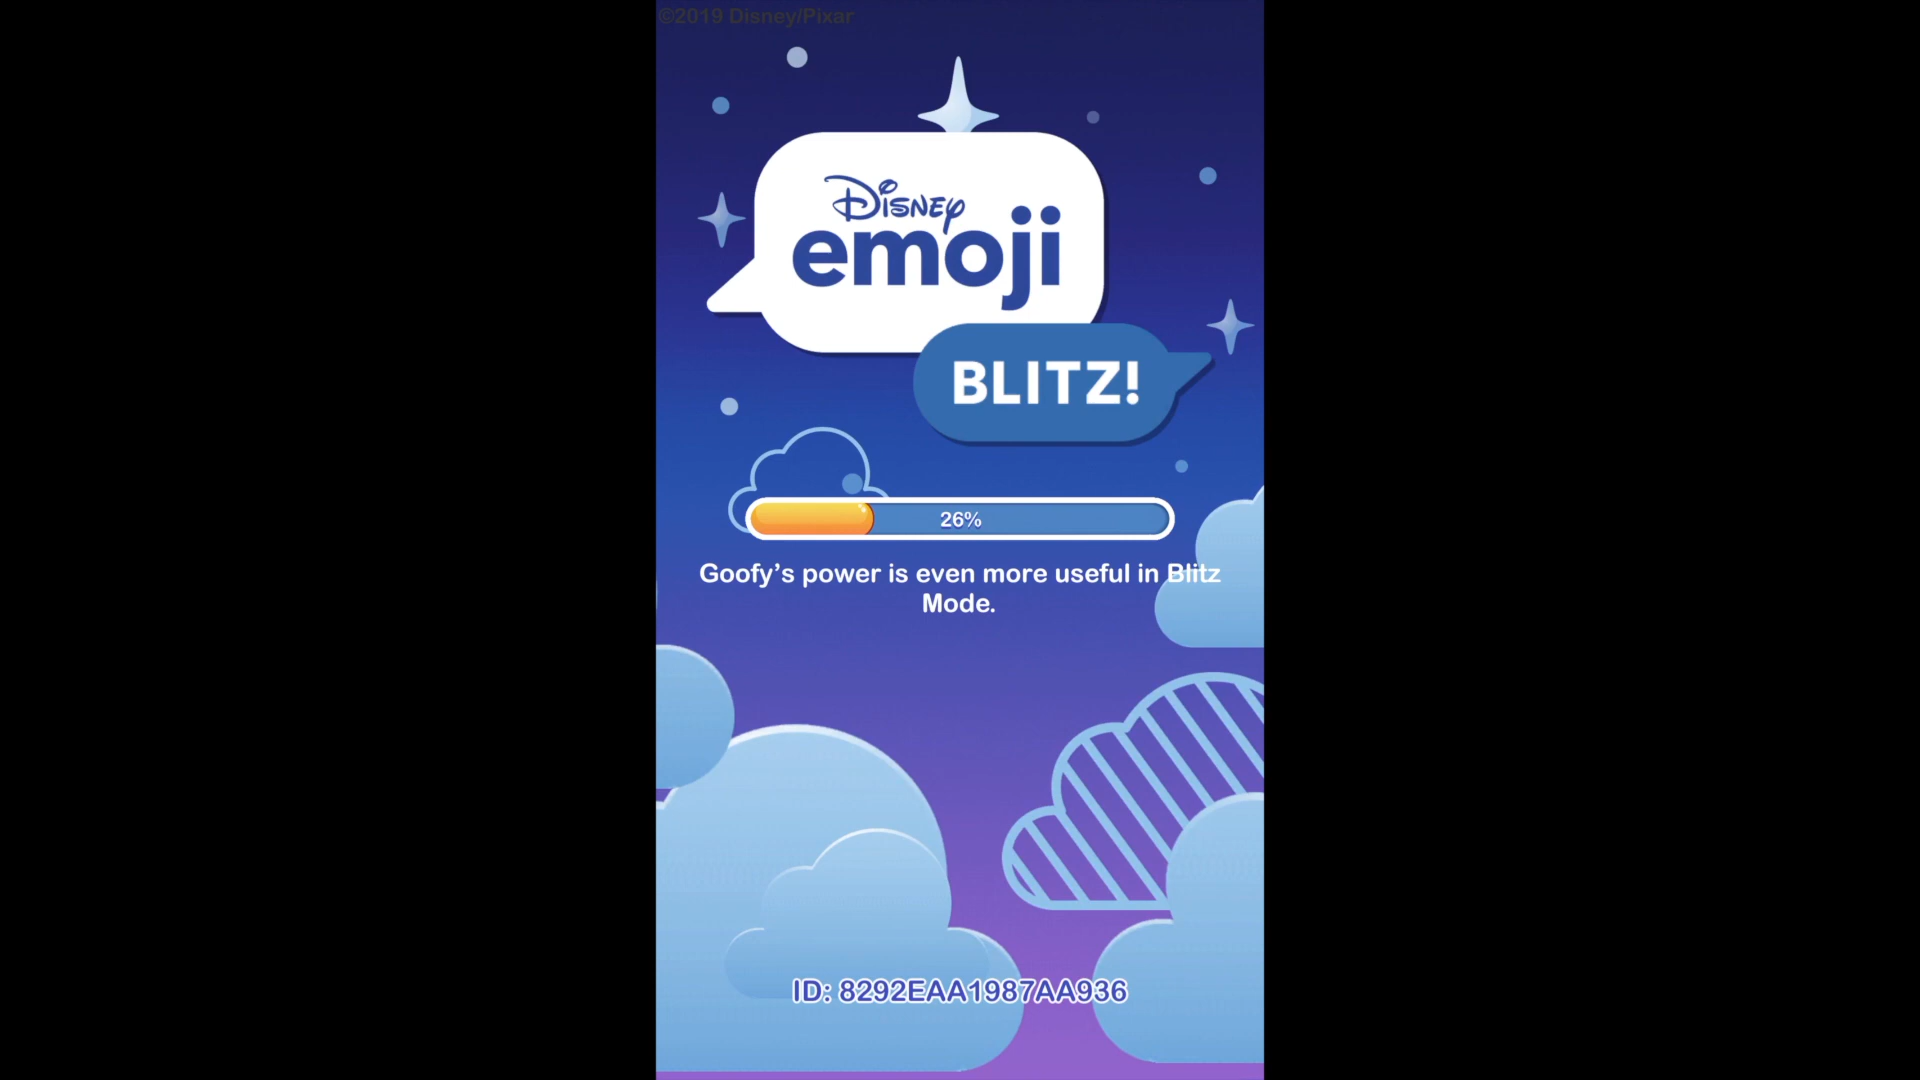 ©2019 Disney/Pixar
Disney
emoji
BLITZ!
26%
Goofy’s power is even more useful in Blitz
Mode.
ID: 8292EAA1987AA936